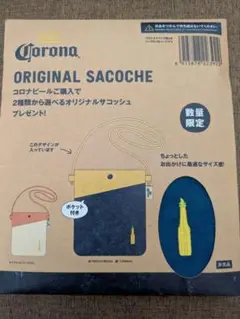 Corona
ORIGINAL SACOCHE
コロナビールご購入で
2種類から選べるオリジナルサコッシュ
プレゼント!
数量
限定
このデザインが
入っています
ちょっとした
お出かけに最適なサイズ感!
ポケット
付き
非売品